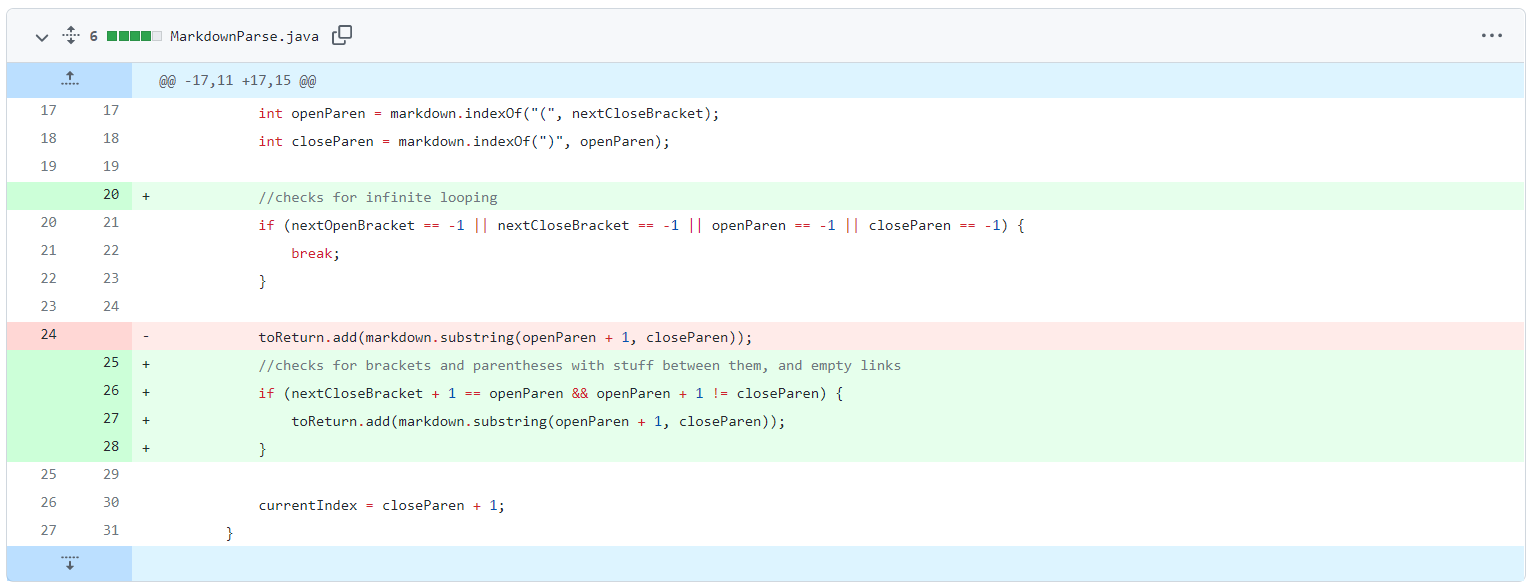 6 MarkdownParse.java
@@ -17,11 +17,15 @@
17 17 int openParen = markdown.indexOf("(", nextCloseBracket);
18 18 int closeParen = markdown.indexOf(")", openParen);
19 19
20 + //checks for infinite looping
20 21 if (nextOpenBracket == -1 || nextCloseBracket == -1 || openParen == -1 || closeParen == -1) {
21 22 break;
22 23 }
23 24
24 - toReturn.add(markdown.substring(openParen + 1, closeParen));
25 + //checks for brackets and parentheses with stuff between them, and empty links
26 + if (nextCloseBracket + 1 == openParen && openParen + 1 != closeParen) {
27 + toReturn.add(markdown.substring(openParen + 1, closeParen));
28 + }
25 29
26 30 currentIndex = closeParen + 1;
27 31 }